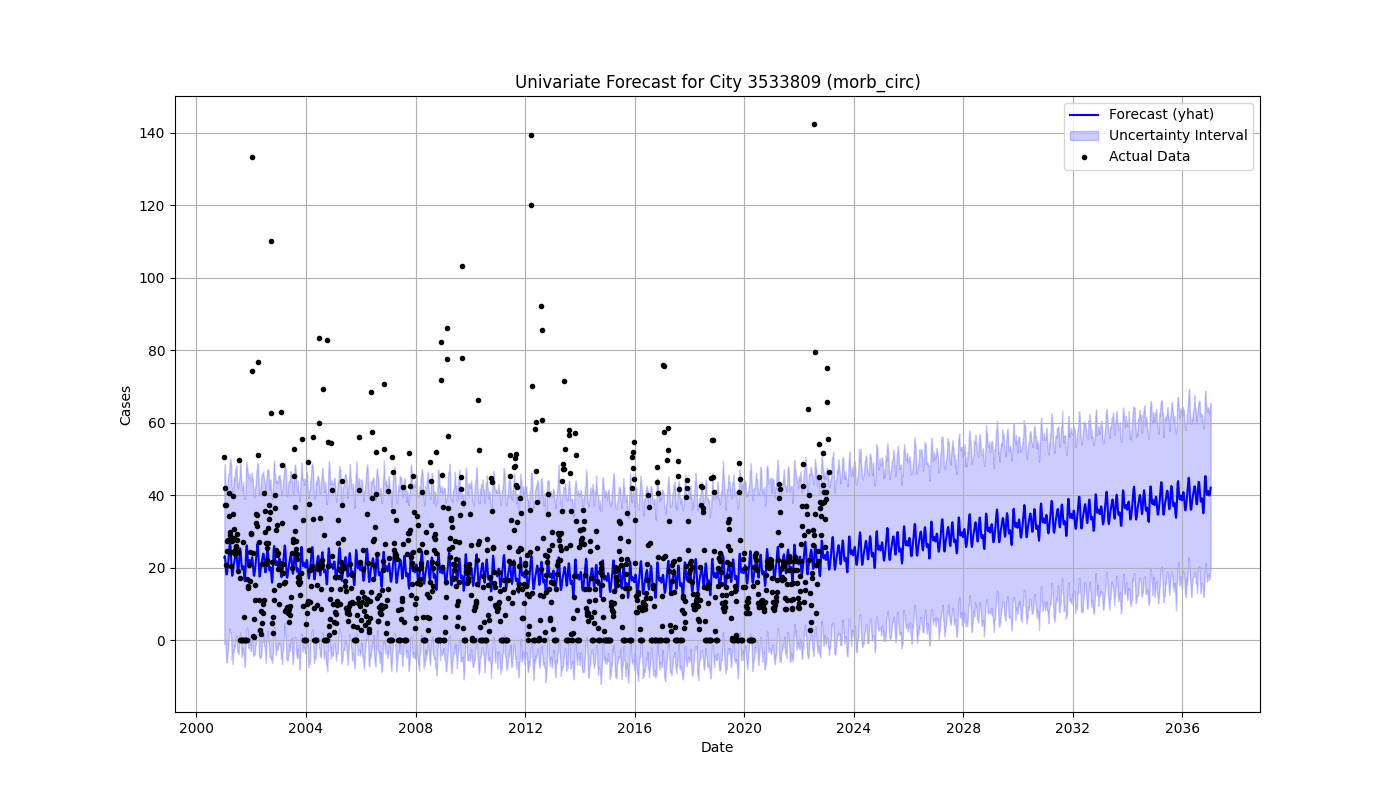 Univariate Forecast for City 3533809 (morb_circ)
Forecast (yhat)
Uncertainty Interval
Actual Data
140
120
100
80
60
40
20
0
Cases
2000 2004 2008 2012 2016 2020 2024 2028 2032 2036
Date